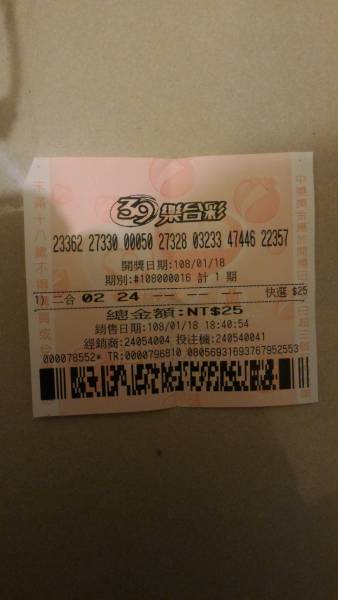 39樂合彩
23362 27330 00050 27328 03233 47446 22357
開獎日期:108/01/18
期別:#108000016 計 1 期
1) 二合 02 24 -- -- -- 快選 $25
總金額:NT$25
銷售日期:108/01/18 18:40:54
經銷商:24054004 投注機:240540041
000078552* TR:0000796810 08056931693767952553